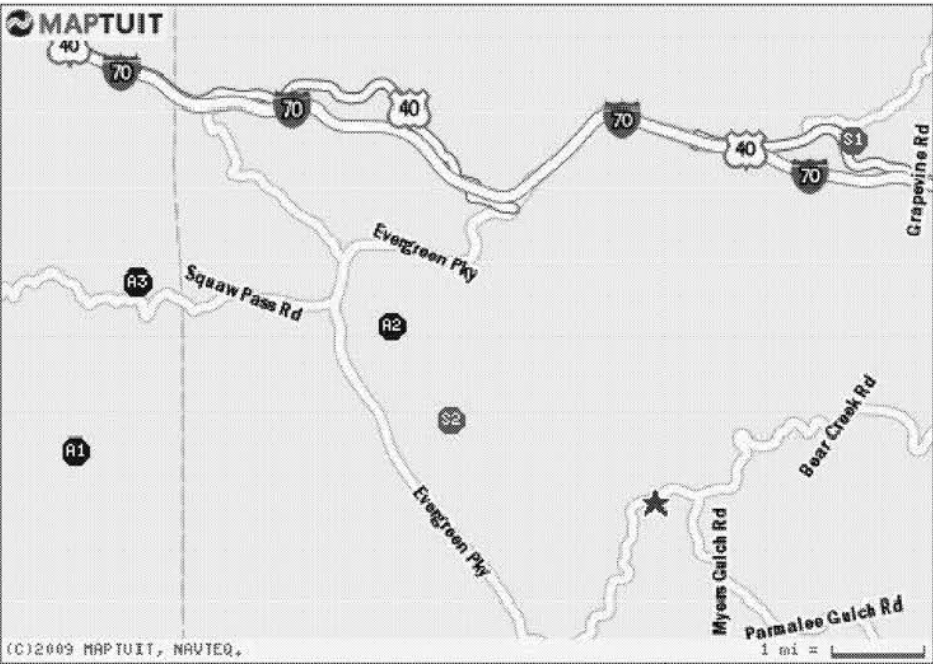 MAPTUIT
40
70
70
40
70
40
S1
70
Grapevine Rd
Evergreen Pky
A3
Squaw Pass Rd
A2
S2
Bear Creek Rd
A1
Evergreen Pky
Myers Gulch Rd
Parmalee Gulch Rd
(C)2009 MAPTUIT, NAVTEQ.
1 mi =